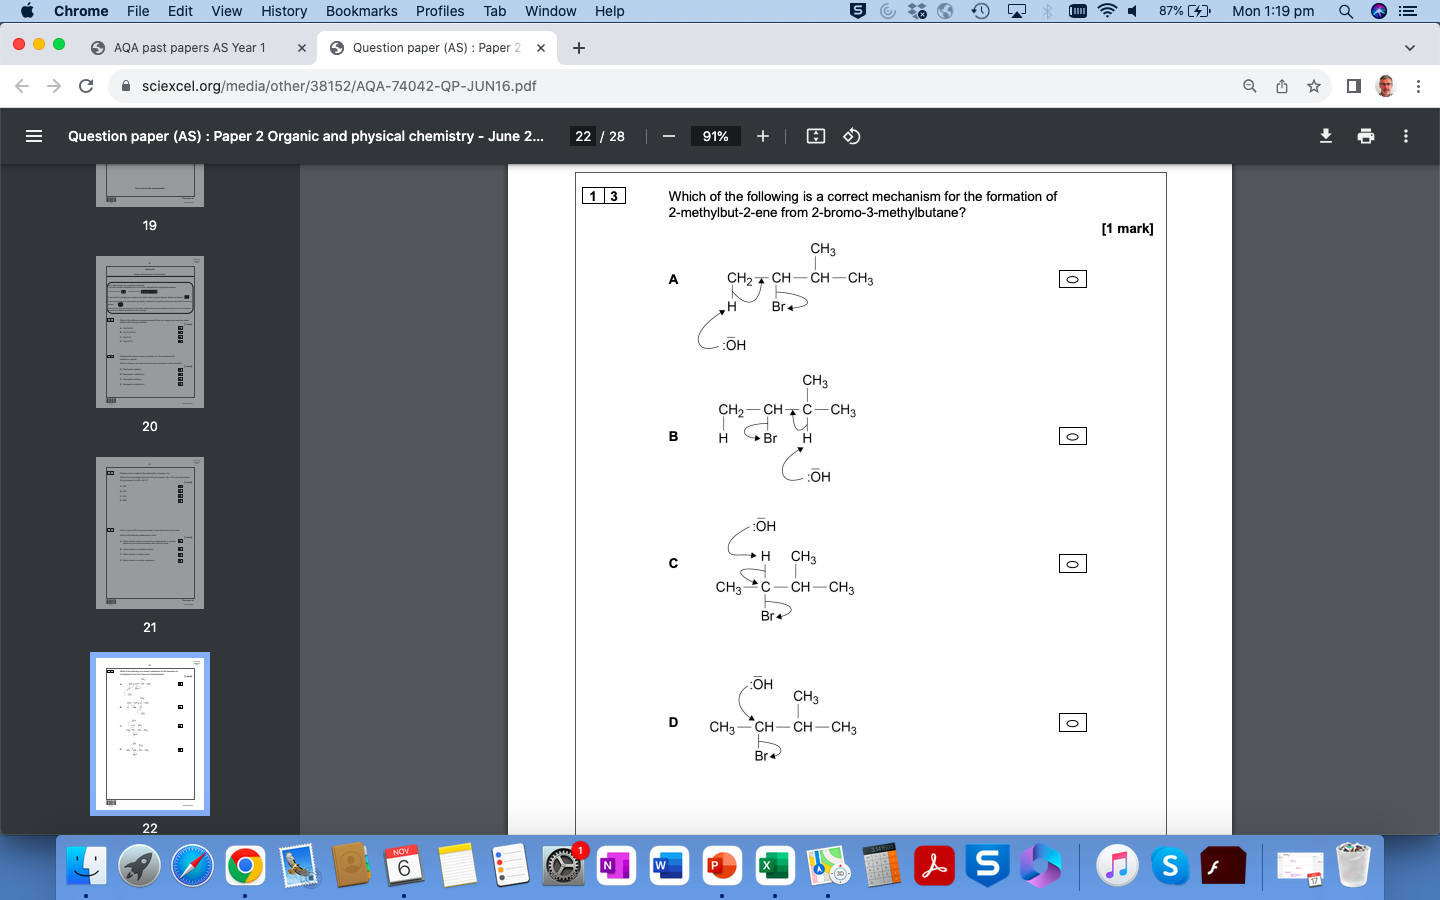 Chrome File Edit View History Bookmarks Profiles Tab Window Help 87% Mon 1:19 pm
AQA past papers AS Year 1 × Question paper (AS) : Paper 2 × +
sciexcel.org/media/other/38152/AQA-74042-QP-JUN16.pdf
Question paper (AS) : Paper 2 Organic and physical chemistry - June 2... 22 / 28 — 91% +
19
20
21
22
1 3 Which of the following is a correct mechanism for the formation of
2-methylbut-2-ene from 2-bromo-3-methylbutane?
[1 mark]
CH3
A CH2 — CH — CH — CH3
H Br
:OH
CH3
CH2 — CH — C — CH3
B H Br H
:OH
:OH
H CH3
C
CH3 — C — CH — CH3
Br
:OH
CH3
D CH3 — CH — CH — CH3
Br
1
NOV
6
N W P X 3D S S f
17